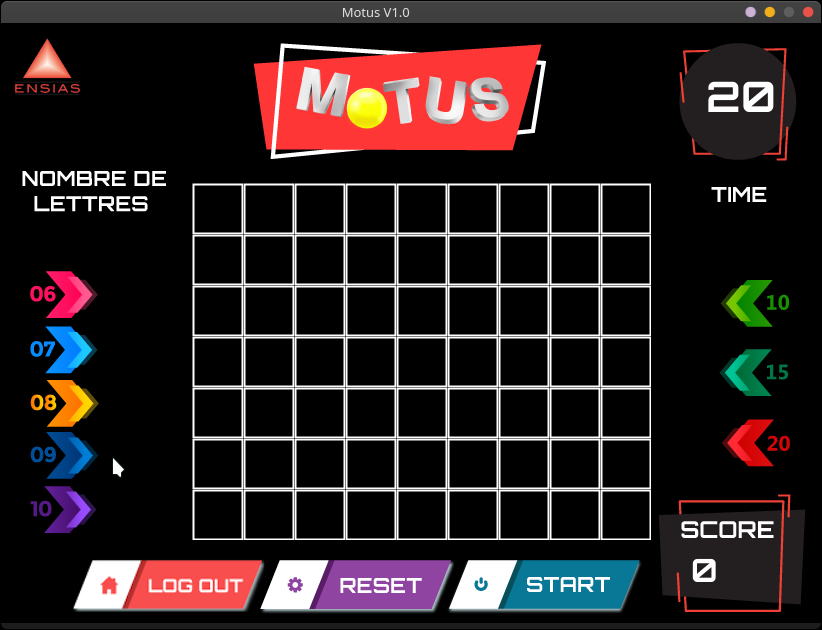 Motus V1.0
ENSIAS
MOTUS
20
NOMBRE DE
LETTRES
TIME
06
07
08
09
10
10
15
20
SCORE
0
LOG OUT
RESET
START